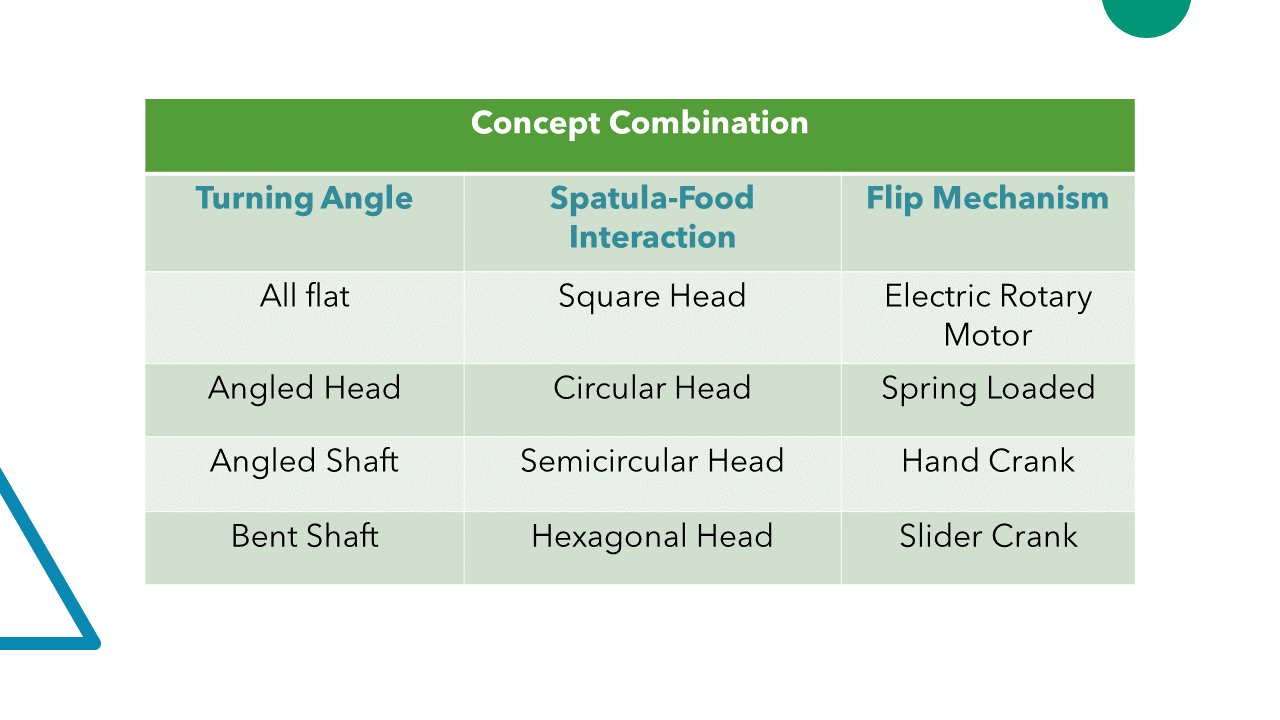 Concept Combination
Turning Angle
Spatula-Food
Interaction
Flip Mechanism
All flat
Square Head
Electric Rotary
Motor
Angled Head
Circular Head
Spring Loaded
Angled Shaft
Semicircular Head
Hand Crank
Bent Shaft
Hexagonal Head
Slider Crank